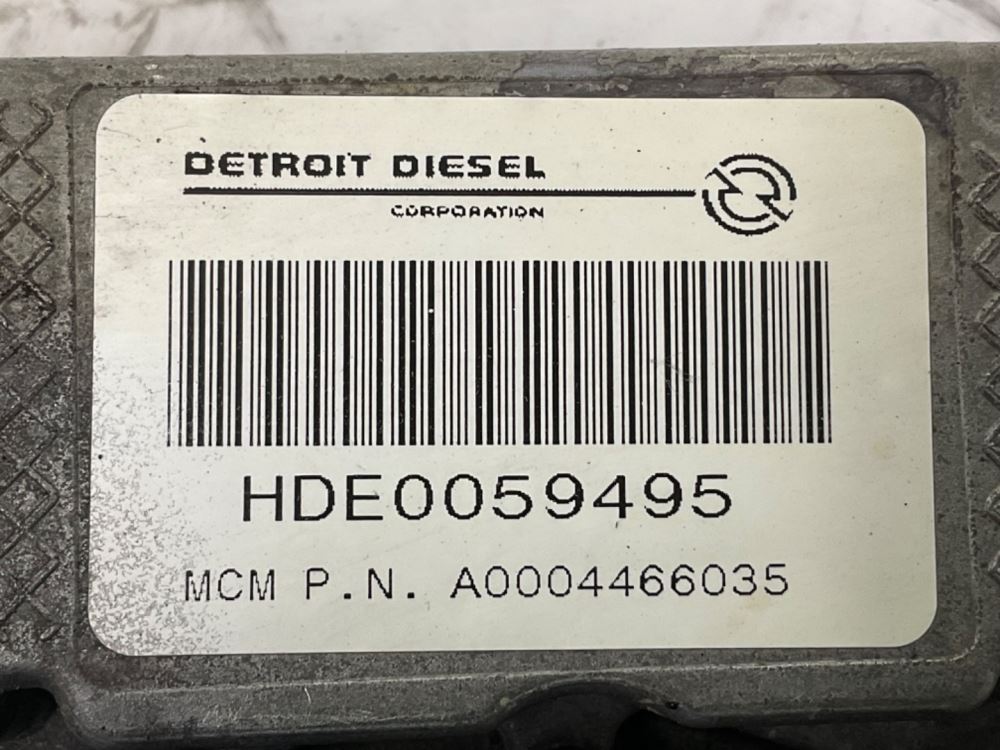 DETROIT DIESEL
CORPORATION
HDE0059495
MCM P.N. A0004466035